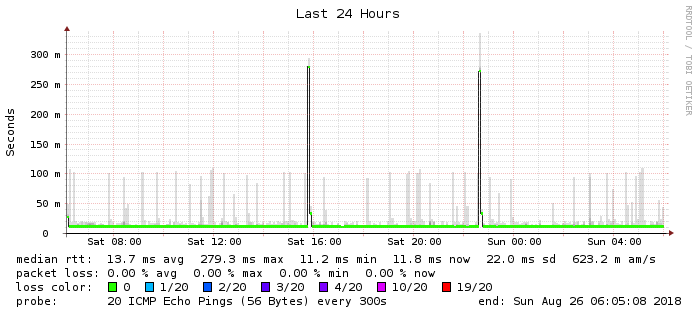 Last 24 Hours
RRDTOOL / TOBI OETIKER
Seconds
300 m
250 m
200 m
150 m
100 m
50 m
0
Sat 08:00 Sat 12:00 Sat 16:00 Sat 20:00 Sun 00:00 Sun 04:00
median rtt: 13.7 ms avg 279.3 ms max 11.2 ms min 11.8 ms now 22.0 ms sd 623.2 m am/s
packet loss: 0.00 % avg 0.00 % max 0.00 % min 0.00 % now
loss color: 0 1/20 2/20 3/20 4/20 10/20 19/20
probe: 20 ICMP Echo Pings (56 Bytes) every 300s end: Sun Aug 26 06:05:08 2018